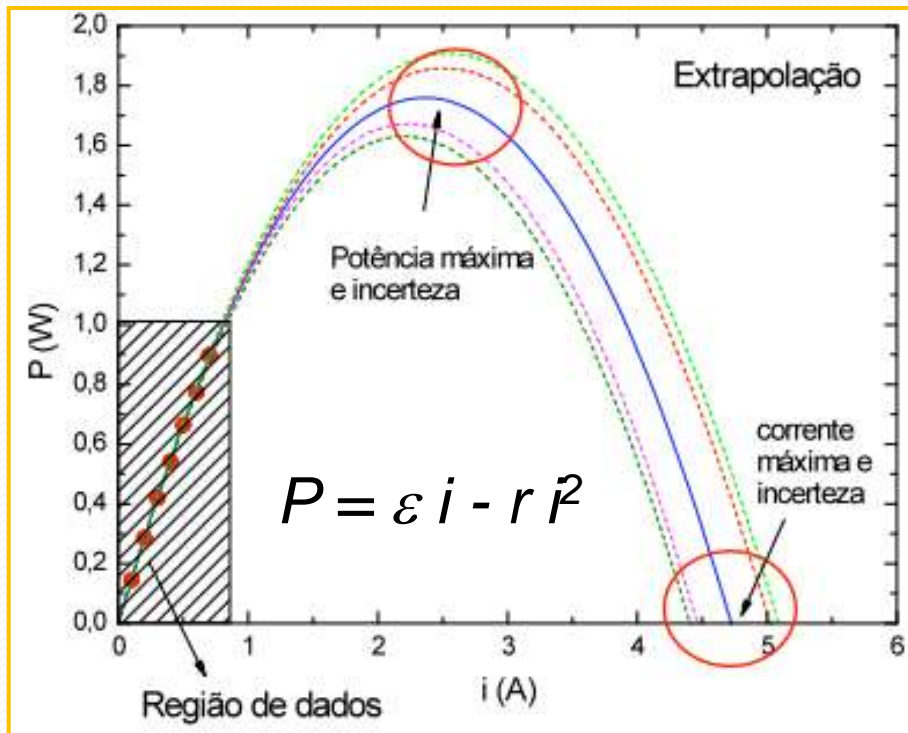 2,0
1,8
1,6
1,4
1,2
1,0
0,8
0,6
0,4
0,2
0,0
P (W)
Extrapolação
Potência máxima
e incerteza
corrente
máxima e
incerteza
P = ε i - r i²
0 1 2 3 4 5 6
i (A)
Região de dados